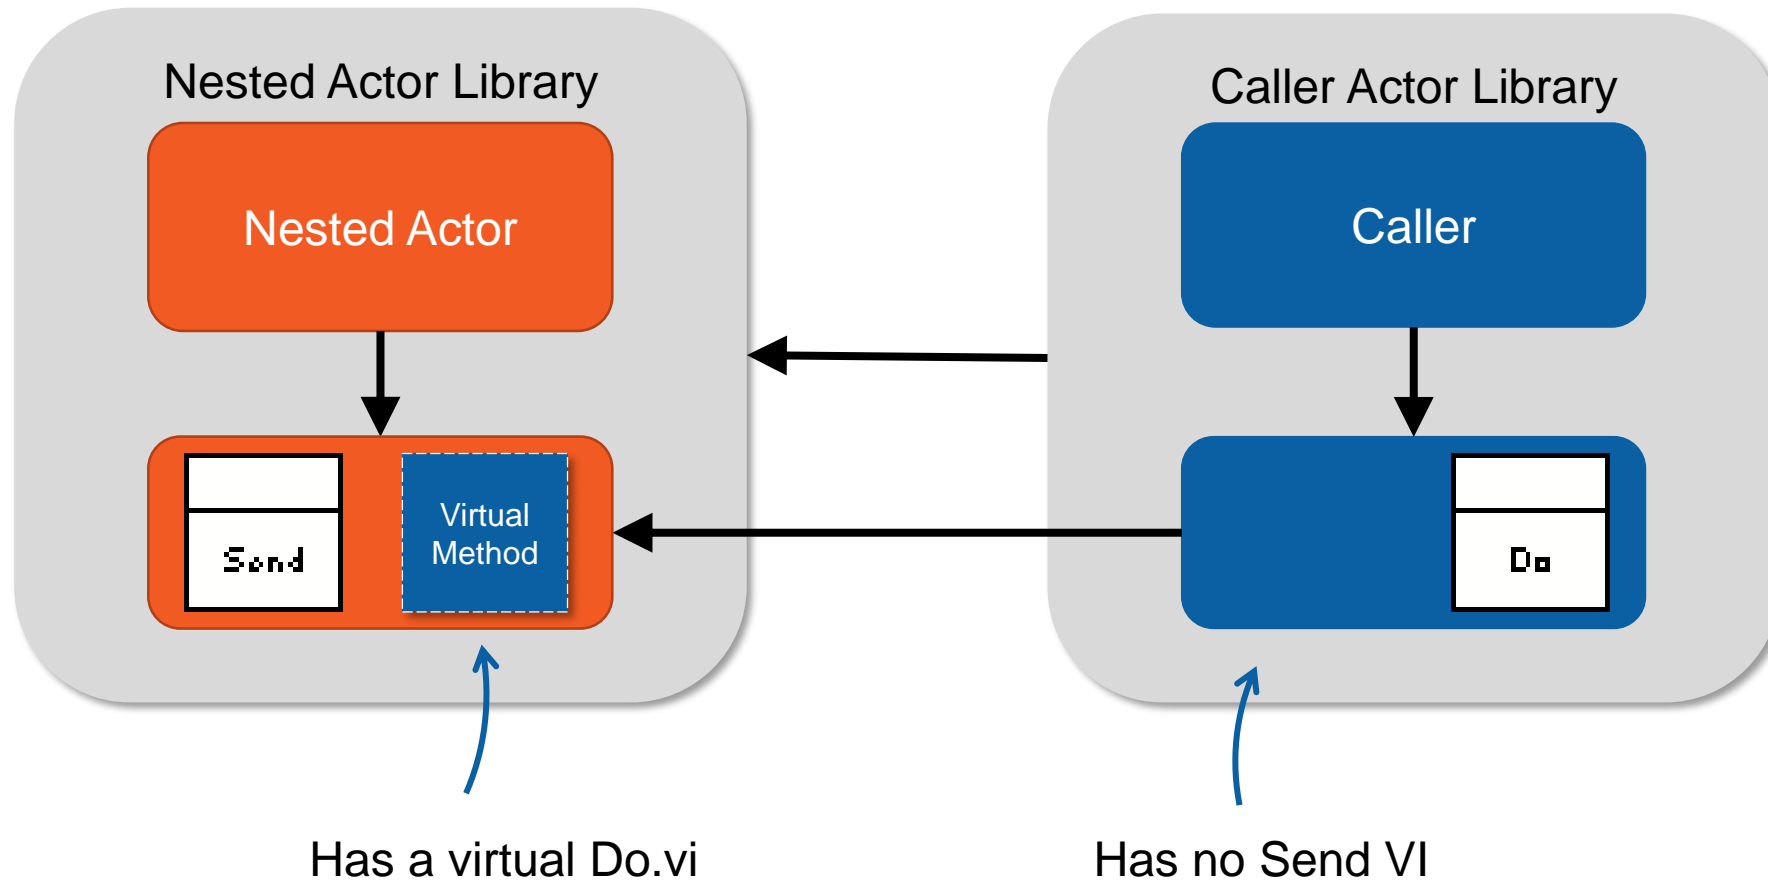 Nested Actor Library
Caller Actor Library
Nested Actor
Caller
Send
Virtual
Method
Do
Has a virtual Do.vi
Has no Send VI